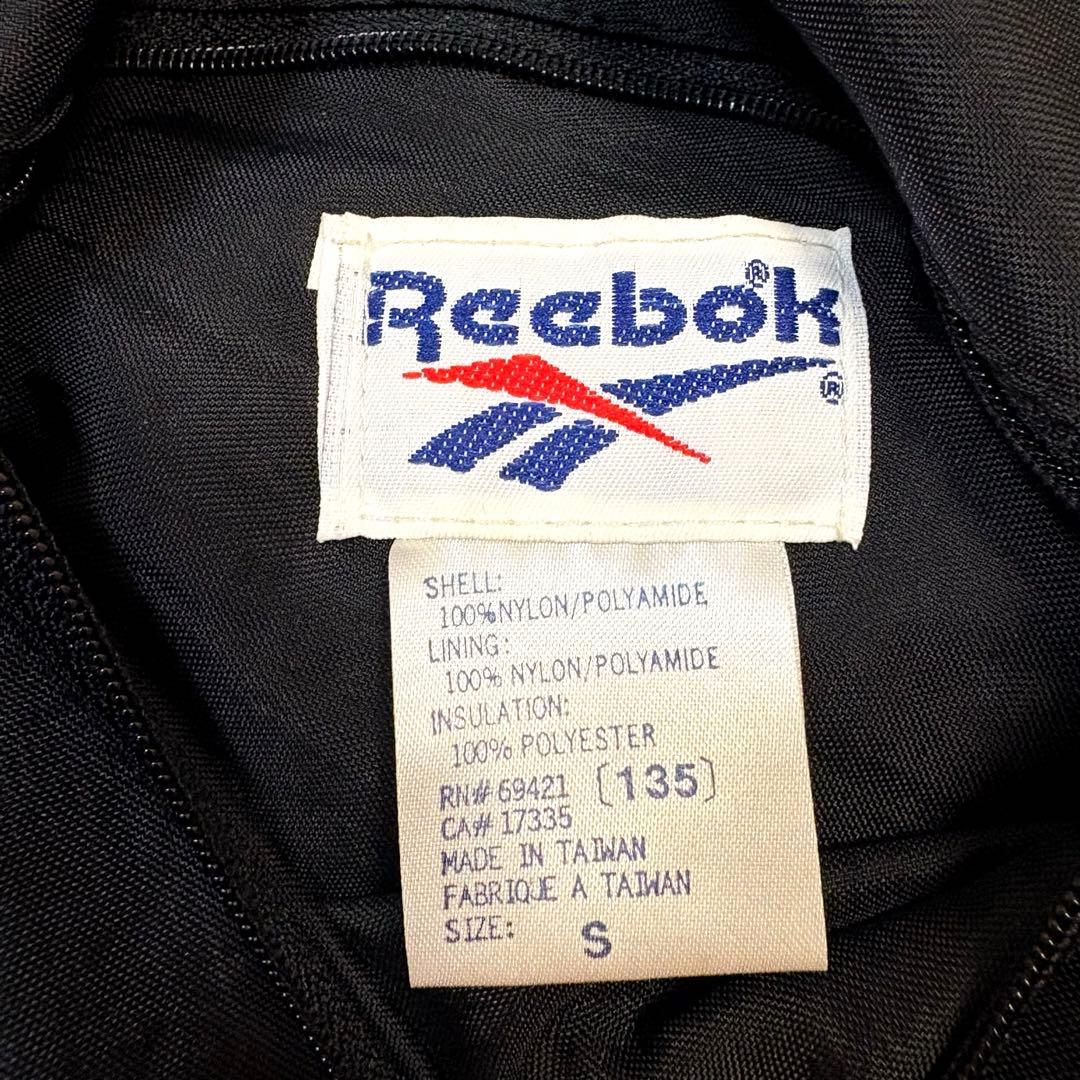 Reebok®
®
SHELL:
100%NYLON/POLYAMIDE
LINING:
100% NYLON/POLYAMIDE
INSULATION:
100% POLYESTER
RN# 69421 [135]
CA# 17335
MADE IN TAIWAN
FABRIQUE A TAIWAN
SIZE: S